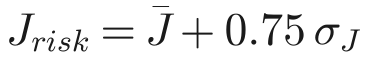 $J_{risk} = \bar{J} + 0.75\,\sigma_J$